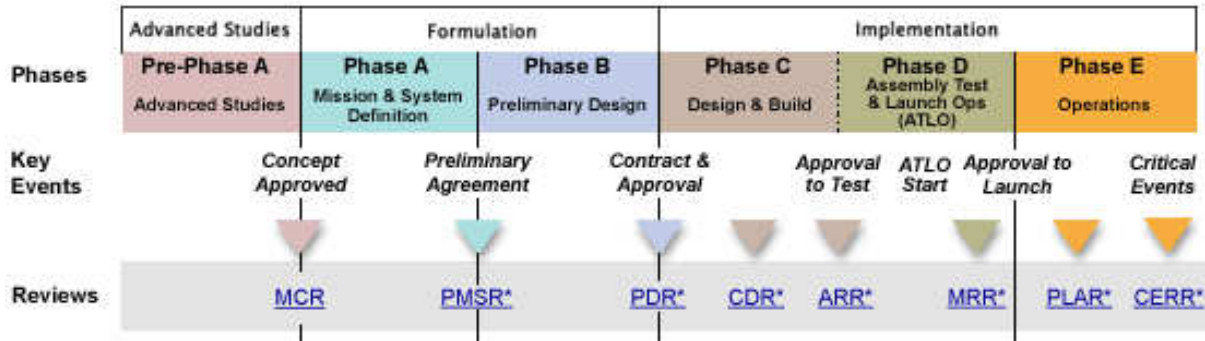 Advanced Studies Formulation Implementation
Phases
Pre-Phase A Phase A Phase B Phase C Phase D Phase E
Advanced Studies
Mission & System
Definition
Preliminary Design
Design & Build
Assembly Test
& Launch Ops
(ATLO)
Operations
Key
Events
Concept
Approved
Preliminary
Agreement
Contract &
Approval
Approval
to Test
ATLO
Start
Approval to
Launch
Critical
Events
Reviews MCR PMSR* PDR* CDR* ARR* MRR* PLAR* CERR*